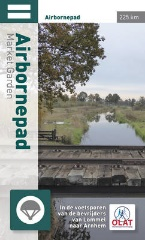 Airbornepad
225 km
Airbornepad
Market Garden
In de voetsporen
van de bevrijders
van Lommel
naar Arnhem
OLAT